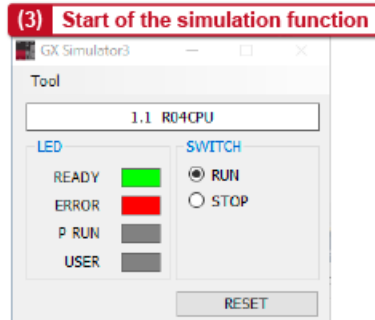 (3) Start of the simulation function
GX Simulator3
Tool
1.1 R04CPU
LED
SWITCH
READY
RUN
ERROR
STOP
P RUN
USER
RESET